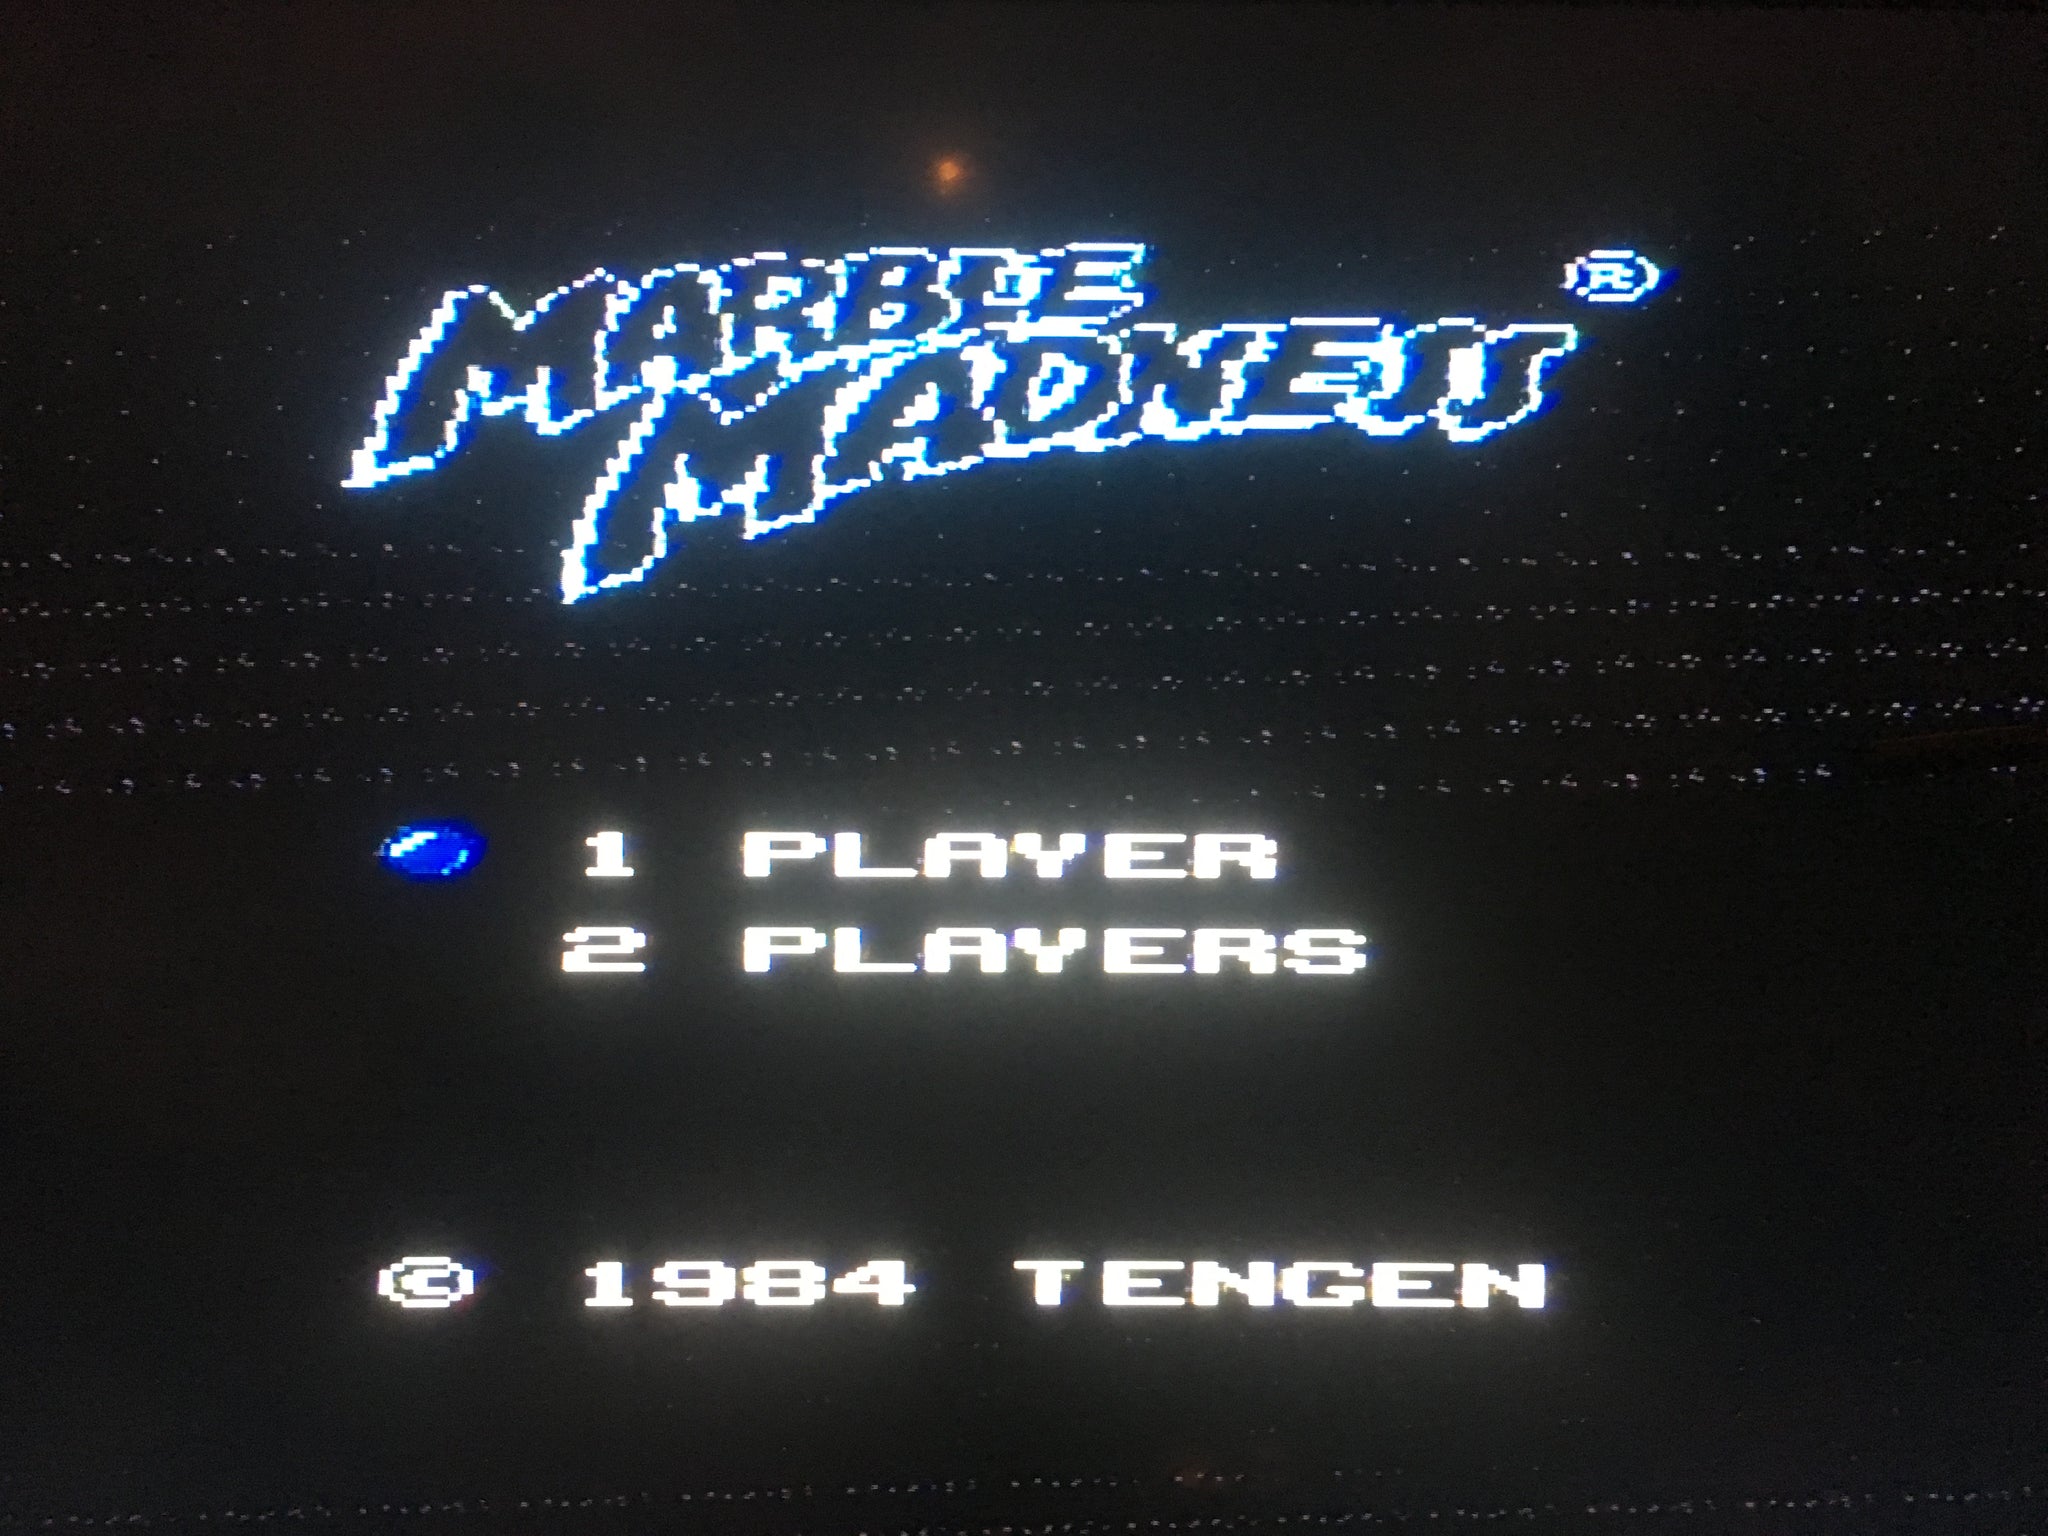 MARBLE
MADNESS ®
1 PLAYER
2 PLAYERS
© 1984 TENGEN